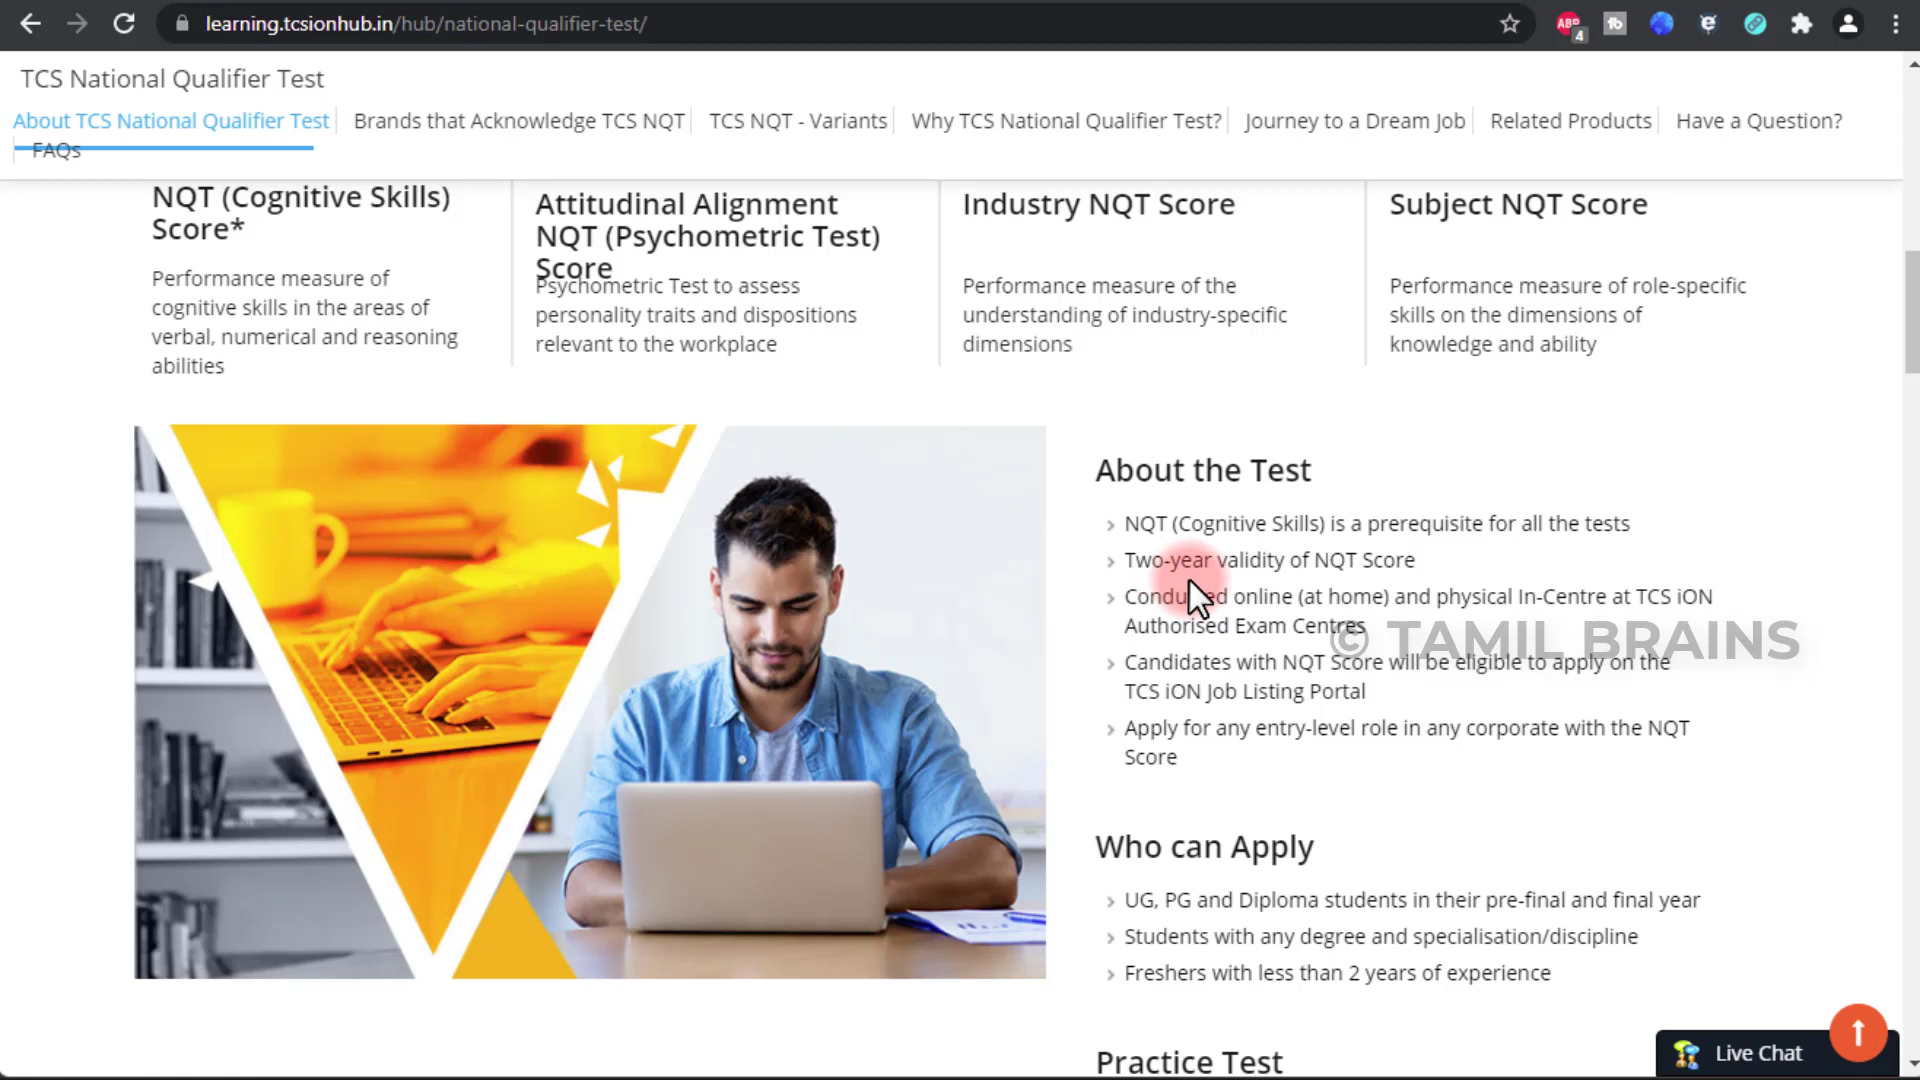 learning.tcsionhub.in/hub/national-qualifier-test/
ABP
4
tb
TCS National Qualifier Test
About TCS National Qualifier Test
Brands that Acknowledge TCS NQT
TCS NQT - Variants
Why TCS National Qualifier Test?
Journey to a Dream Job
Related Products
Have a Question?
FAQs
NQT (Cognitive Skills)
Score*
Performance measure of
cognitive skills in the areas of
verbal, numerical and reasoning
abilities
Attitudinal Alignment
NQT (Psychometric Test)
Score
Psychometric Test to assess
personality traits and dispositions
relevant to the workplace
Industry NQT Score
Performance measure of the
understanding of industry-specific
dimensions
Subject NQT Score
Performance measure of role-specific
skills on the dimensions of
knowledge and ability
About the Test
NQT (Cognitive Skills) is a prerequisite for all the tests
Two-year validity of NQT Score
Conducted online (at home) and physical In-Centre at TCS iON
Authorised Exam Centres
© TAMIL BRAINS
Candidates with NQT Score will be eligible to apply on the
TCS iON Job Listing Portal
Apply for any entry-level role in any corporate with the NQT
Score
Who can Apply
UG, PG and Diploma students in their pre-final and final year
Students with any degree and specialisation/discipline
Freshers with less than 2 years of experience
Practice Test
Live Chat